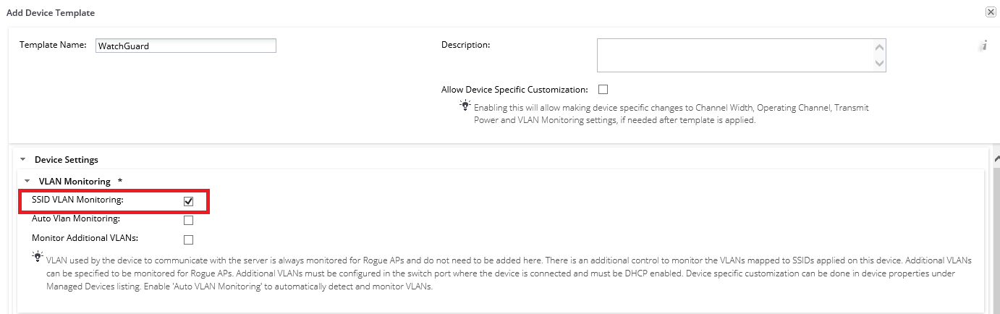 Add Device Template
Template Name: WatchGuard
Description:
Allow Device Specific Customization:
Enabling this will allow making device specific changes to Channel Width, Operating Channel, Transmit
Power and VLAN Monitoring settings, if needed after template is applied.
Device Settings
VLAN Monitoring *
SSID VLAN Monitoring:
Auto Vlan Monitoring:
Monitor Additional VLANs:
VLAN used by the device to communicate with the server is always monitored for Rogue APs and do not need to be added here. There is an additional control to monitor the VLANs mapped to SSIDs applied on this device. Additional VLANs
can be specified to be monitored for Rogue APs. Additional VLANs must be configured in the switch port where the device is connected and must be DHCP enabled. Device specific customization can be done in device properties under
Managed Devices listing. Enable 'Auto VLAN Monitoring' to automatically detect and monitor VLANs.